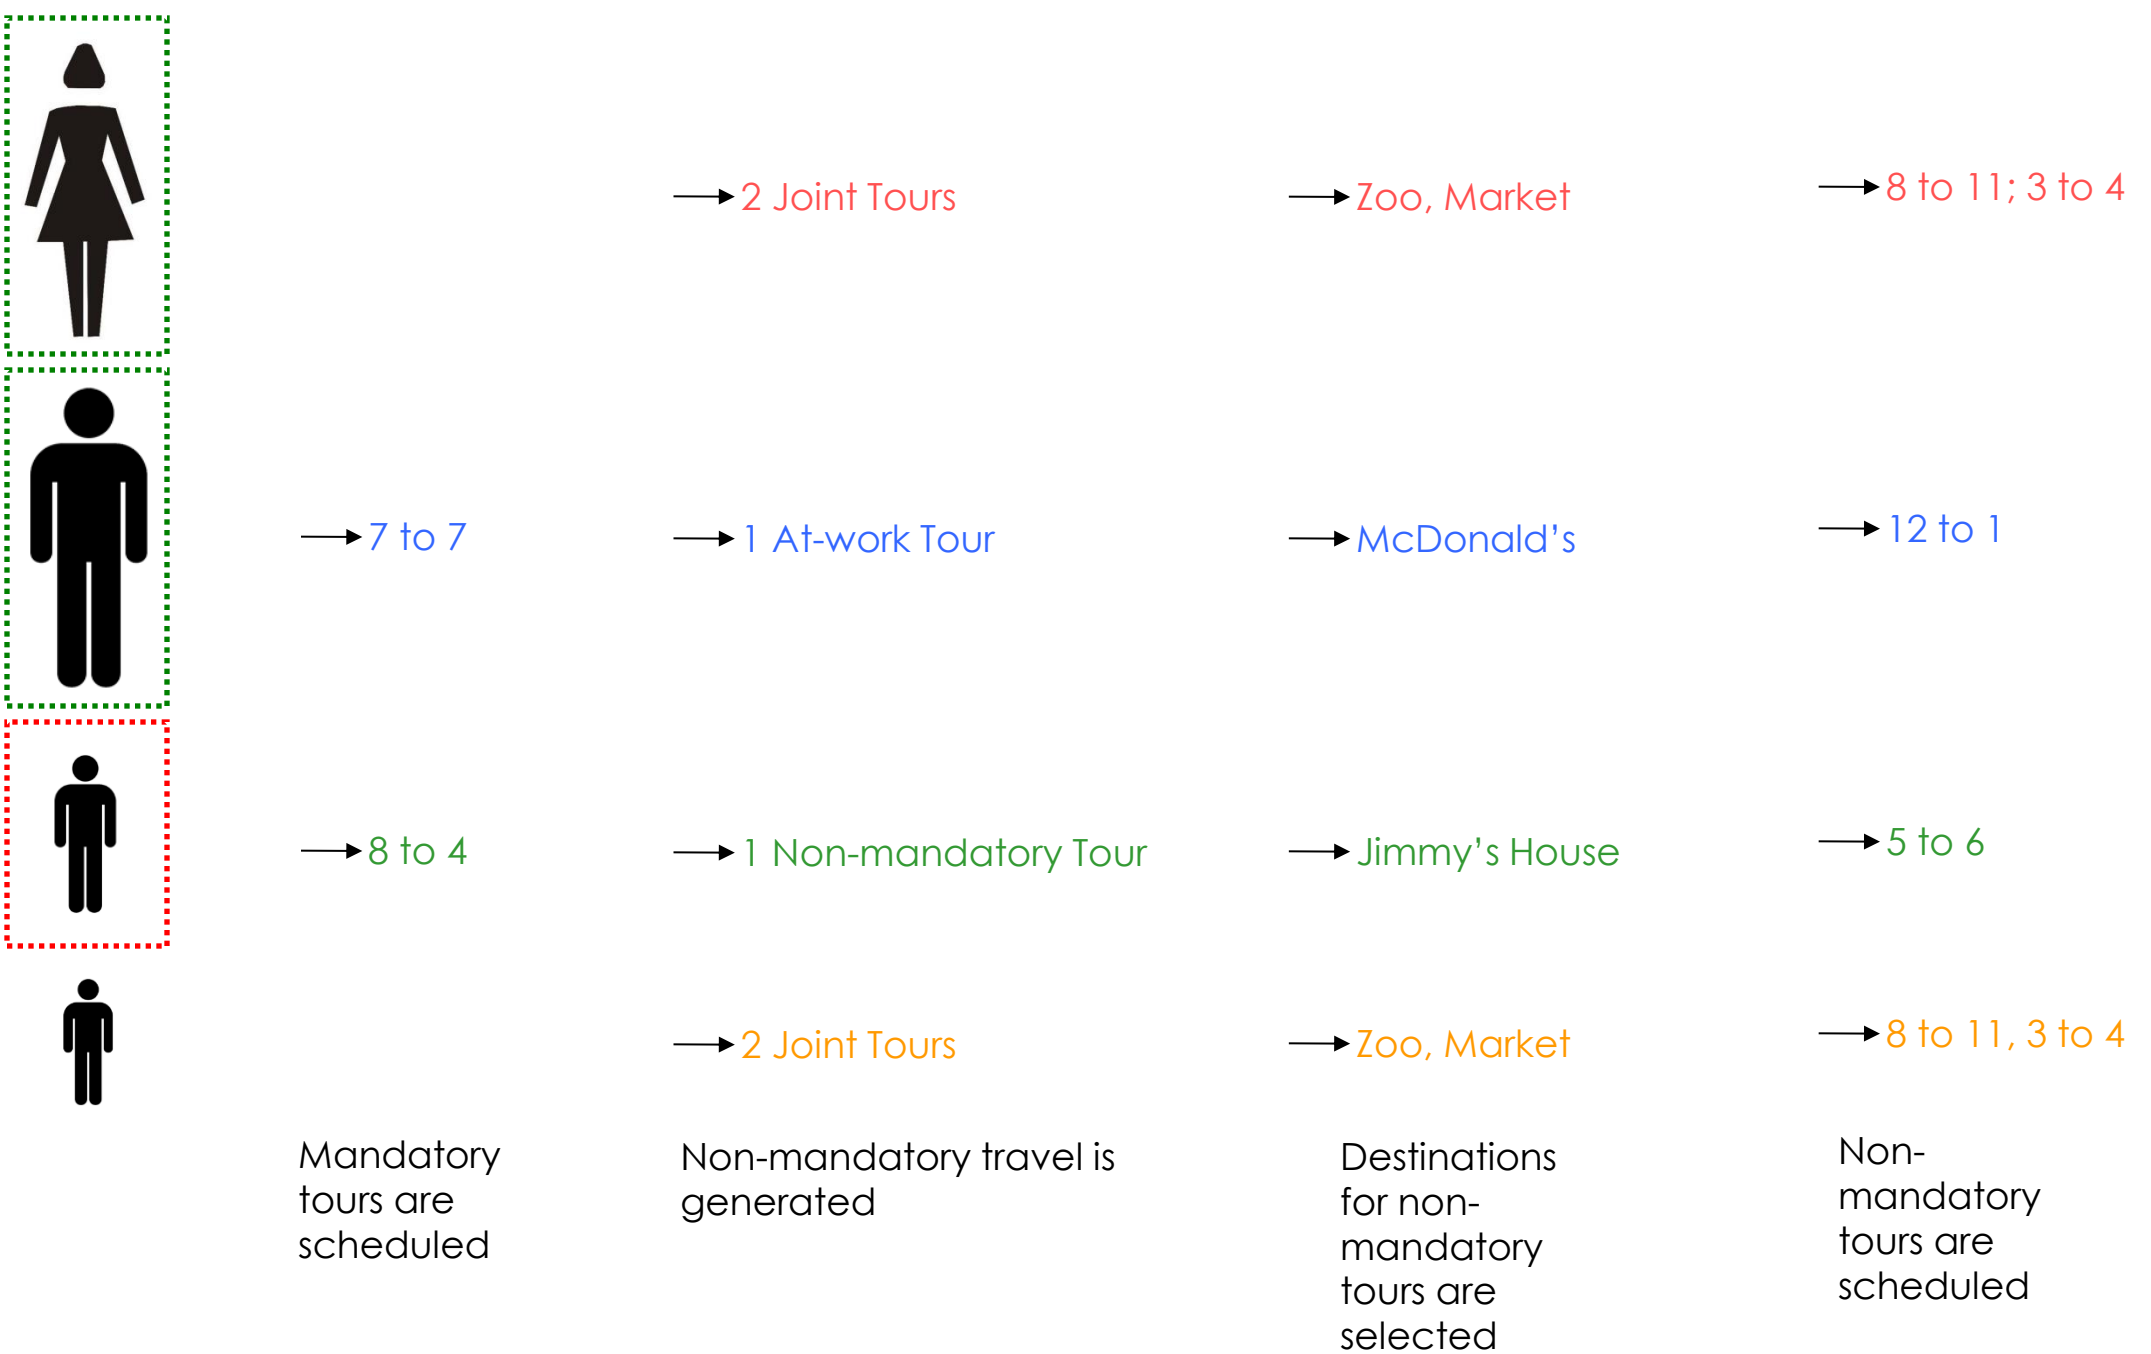 2 Joint Tours
Zoo, Market
8 to 11; 3 to 4
7 to 7
1 At-work Tour
McDonald’s
12 to 1
8 to 4
1 Non-mandatory Tour
Jimmy’s House
5 to 6
2 Joint Tours
Zoo, Market
8 to 11, 3 to 4
Mandatory
tours are
scheduled
Non-mandatory travel is
generated
Destinations
for non-
mandatory
tours are
selected
Non-
mandatory
tours are
scheduled